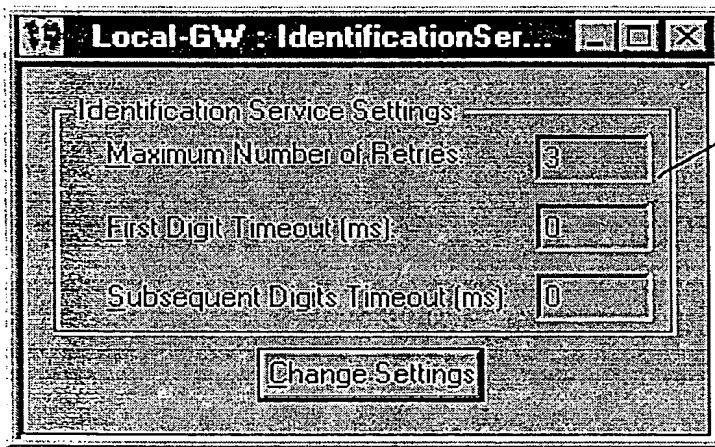 Local-GW : IdentificationSer...
Identification Service Settings:
Maximum Number of Retries: 3
First Digit Timeout (ms): 0
Subsequent Digits Timeout (ms): 0
Change Settings